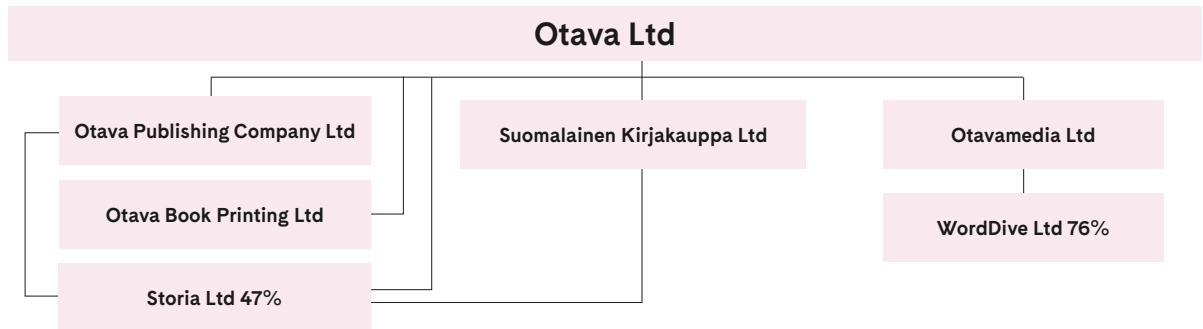 Otava Ltd
Otava Publishing Company Ltd
Suomalainen Kirjakauppa Ltd
Otavamedia Ltd
Otava Book Printing Ltd
WordDive Ltd 76%
Storia Ltd 47%